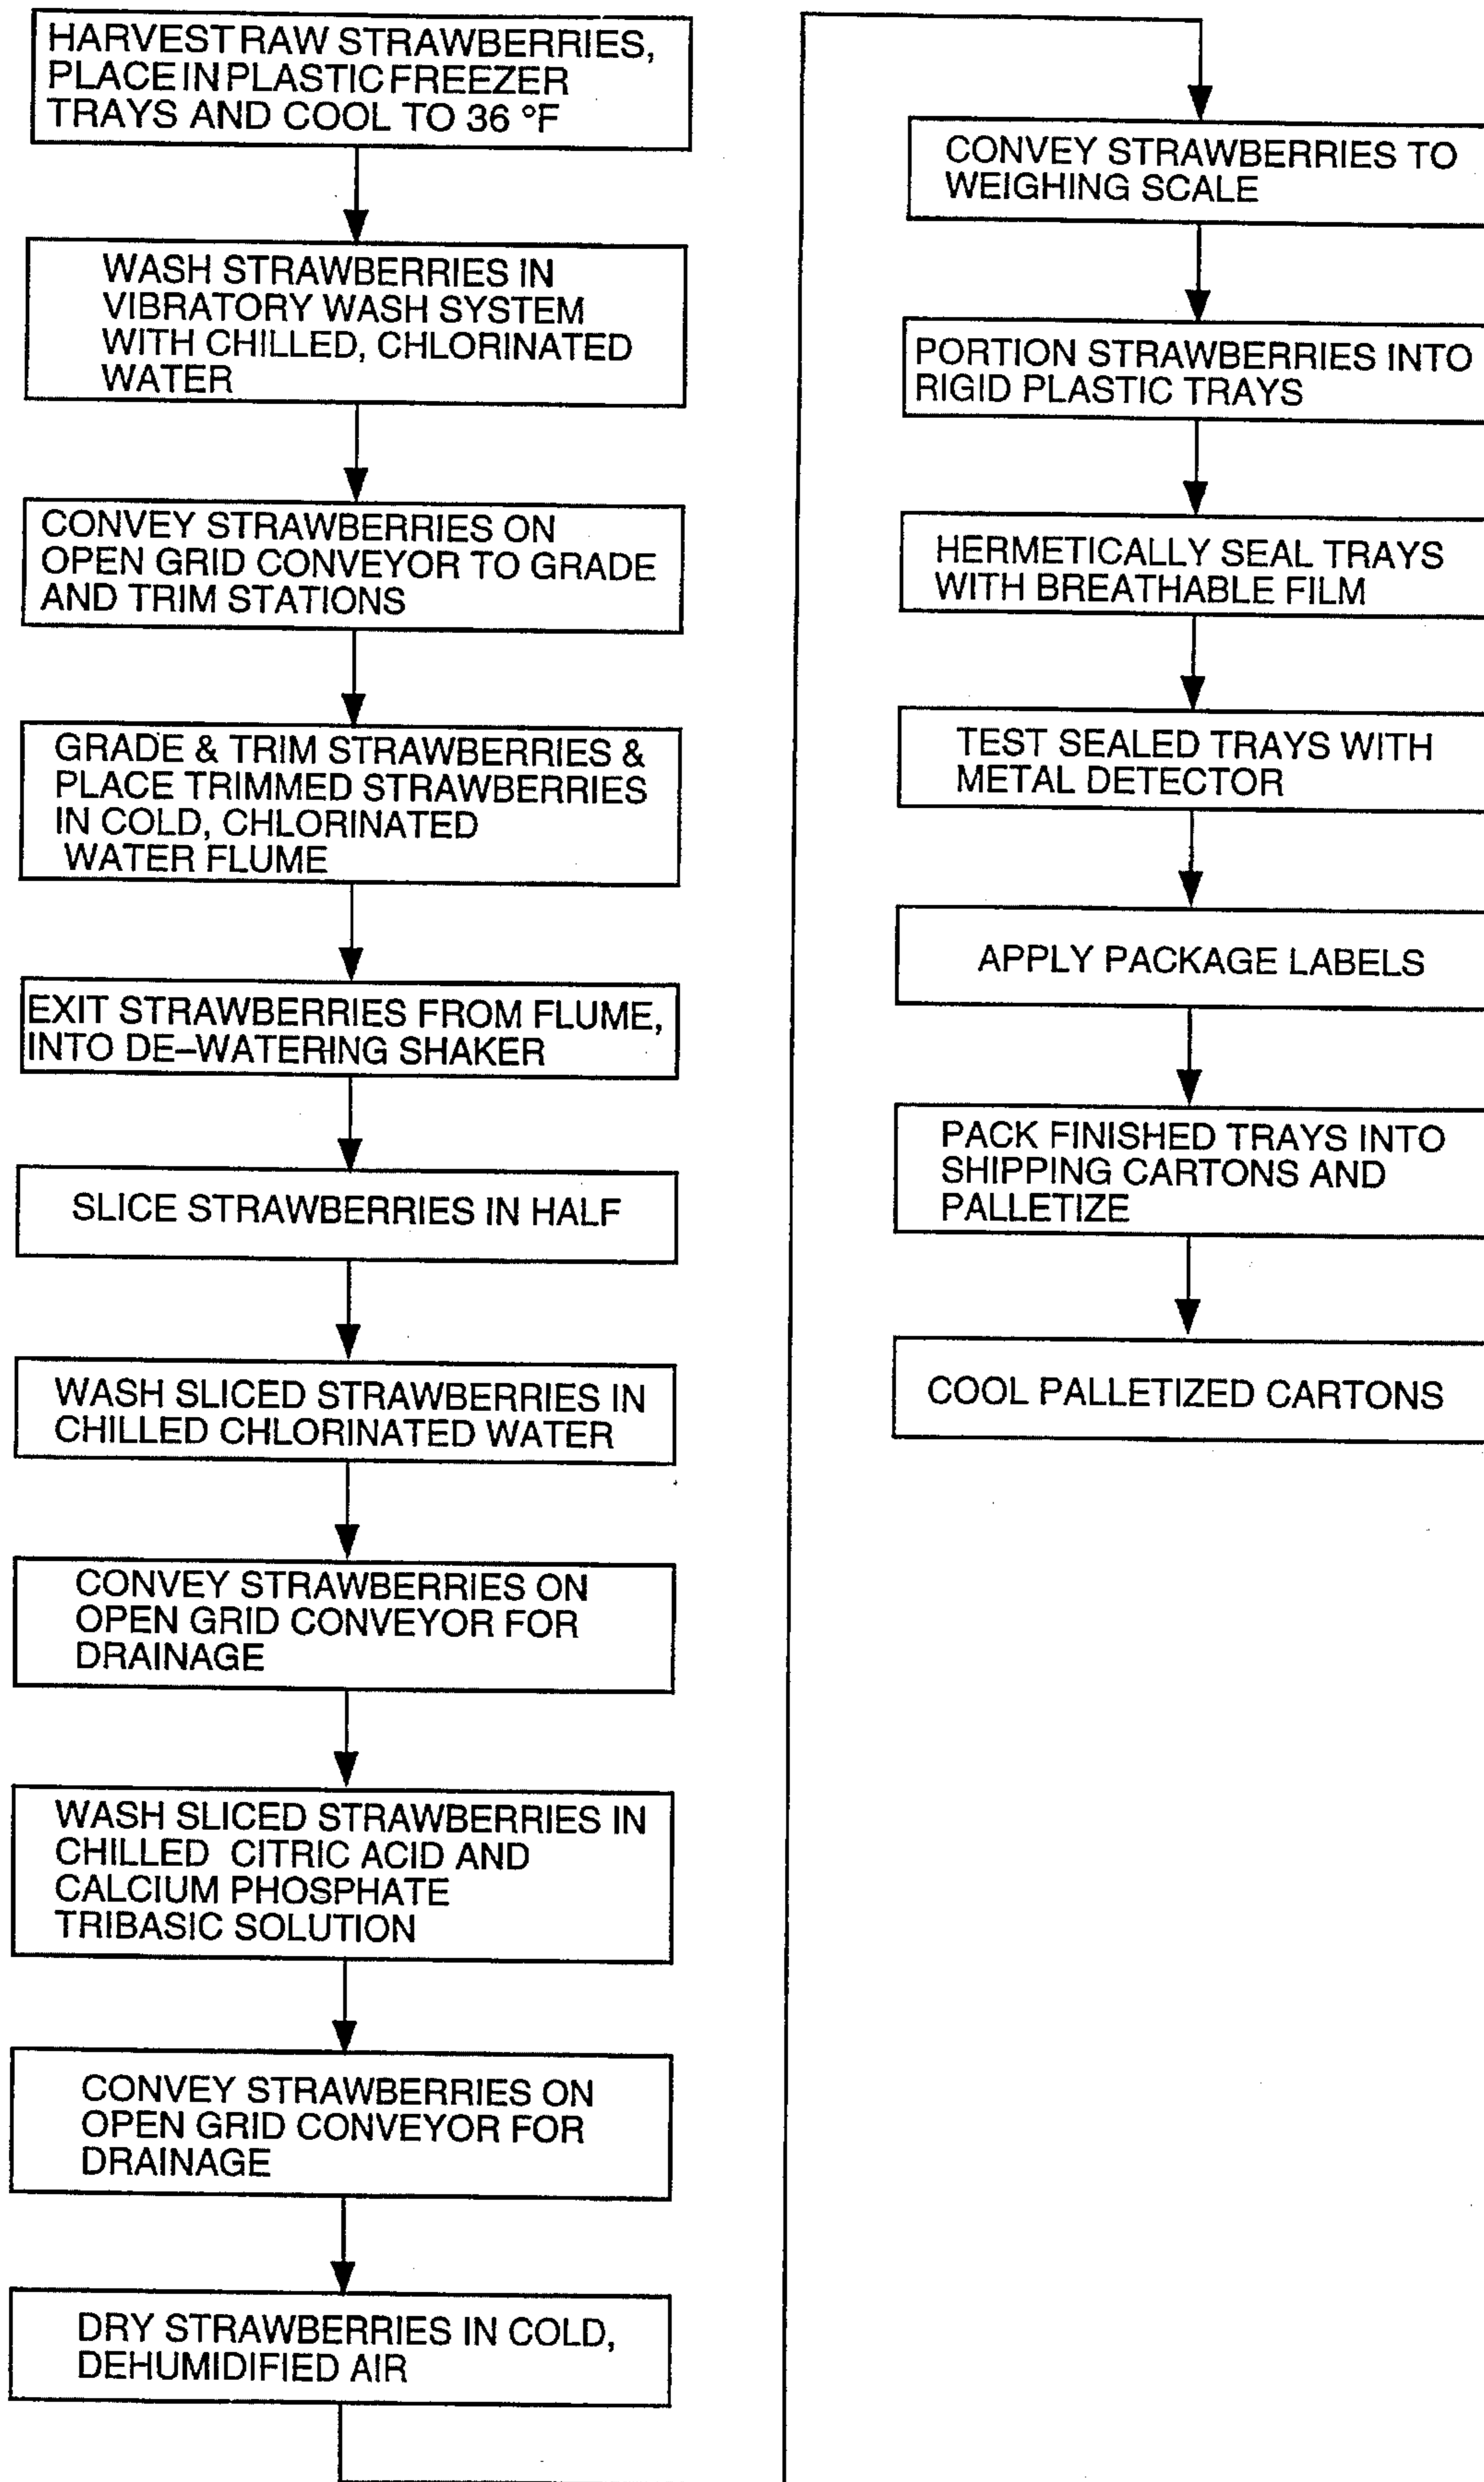 HARVEST RAW STRAWBERRIES,
PLACE IN PLASTIC FREEZER
TRAYS AND COOL TO 36 °F
WASH STRAWBERRIES IN
VIBRATORY WASH SYSTEM
WITH CHILLED, CHLORINATED
WATER
CONVEY STRAWBERRIES ON
OPEN GRID CONVEYOR TO GRADE
AND TRIM STATIONS
GRADE & TRIM STRAWBERRIES &
PLACE TRIMMED STRAWBERRIES
IN COLD, CHLORINATED
WATER FLUME
EXIT STRAWBERRIES FROM FLUME,
INTO DE–WATERING SHAKER
SLICE STRAWBERRIES IN HALF
WASH SLICED STRAWBERRIES IN
CHILLED CHLORINATED WATER
CONVEY STRAWBERRIES ON
OPEN GRID CONVEYOR FOR
DRAINAGE
WASH SLICED STRAWBERRIES IN
CHILLED CITRIC ACID AND
CALCIUM PHOSPHATE
TRIBASIC SOLUTION
CONVEY STRAWBERRIES ON
OPEN GRID CONVEYOR FOR
DRAINAGE
DRY STRAWBERRIES IN COLD,
DEHUMIDIFIED AIR
CONVEY STRAWBERRIES TO
WEIGHING SCALE
PORTION STRAWBERRIES INTO
RIGID PLASTIC TRAYS
HERMETICALLY SEAL TRAYS
WITH BREATHABLE FILM
TEST SEALED TRAYS WITH
METAL DETECTOR
APPLY PACKAGE LABELS
PACK FINISHED TRAYS INTO
SHIPPING CARTONS AND
PALLETIZE
COOL PALLETIZED CARTONS